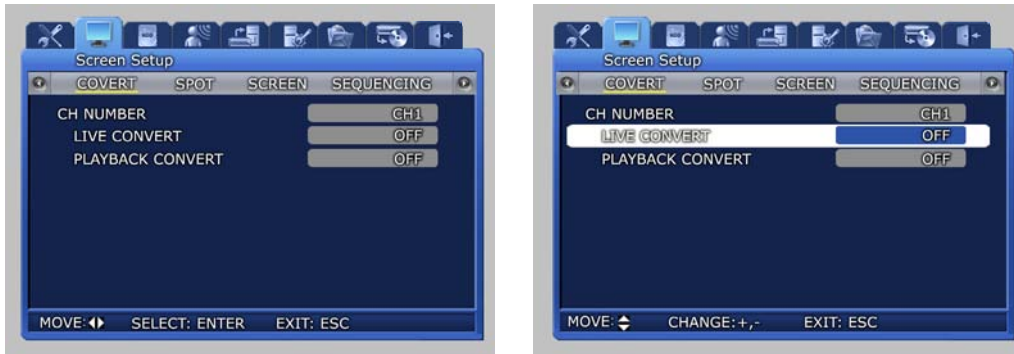 Screen Setup
COVERT SPOT SCREEN SEQUENCING
CH NUMBER CH1
LIVE CONVERT OFF
PLAYBACK CONVERT OFF
MOVE: SELECT: ENTER EXIT: ESC
Screen Setup
COVERT SPOT SCREEN SEQUENCING
CH NUMBER CH1
LIVE CONVERT OFF
PLAYBACK CONVERT OFF
MOVE: CHANGE:+,- EXIT: ESC